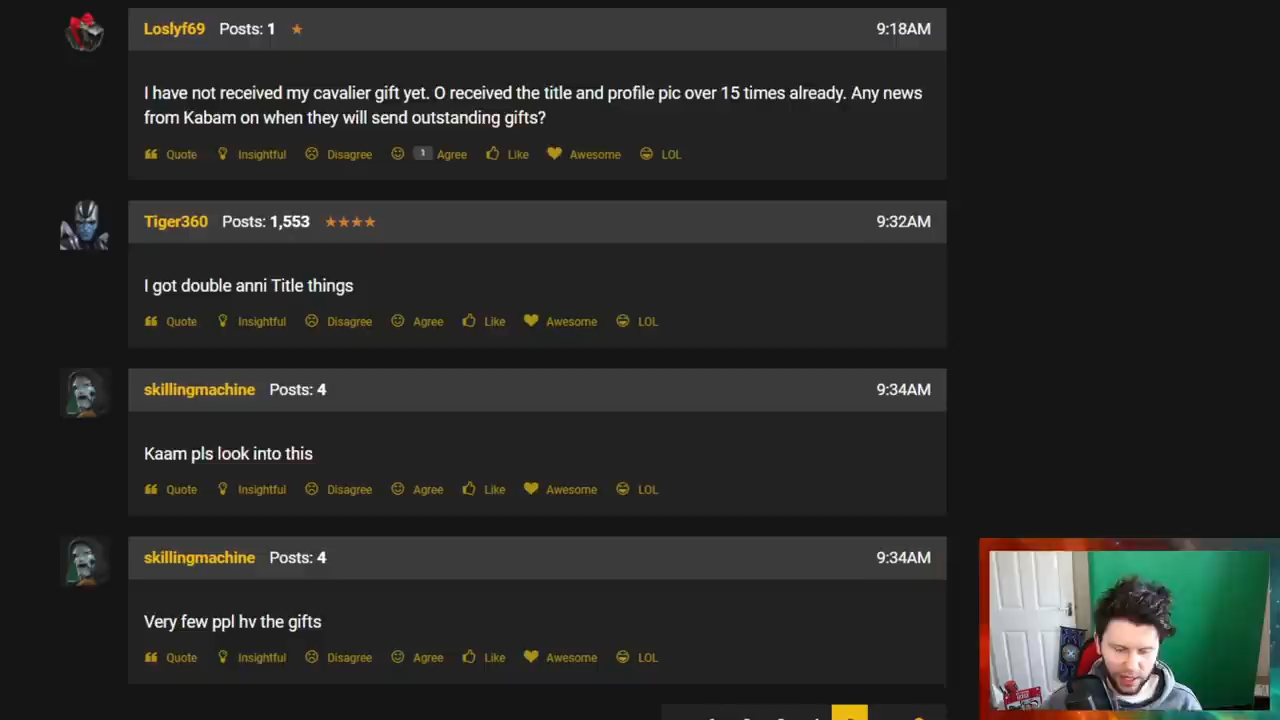 Loslyf69 Posts: 1 9:18AM
I have not received my cavalier gift yet. O received the title and profile pic over 15 times already. Any news
from Kabam on when they will send outstanding gifts?
Quote Insightful Disagree 1 Agree Like Awesome LOL
Tiger360 Posts: 1,553 9:32AM
I got double anni Title things
Quote Insightful Disagree Agree Like Awesome LOL
skillingmachine Posts: 4 9:34AM
Kaam pls look into this
Quote Insightful Disagree Agree Like Awesome LOL
skillingmachine Posts: 4 9:34AM
Very few ppl hv the gifts
Quote Insightful Disagree Agree Like Awesome LOL